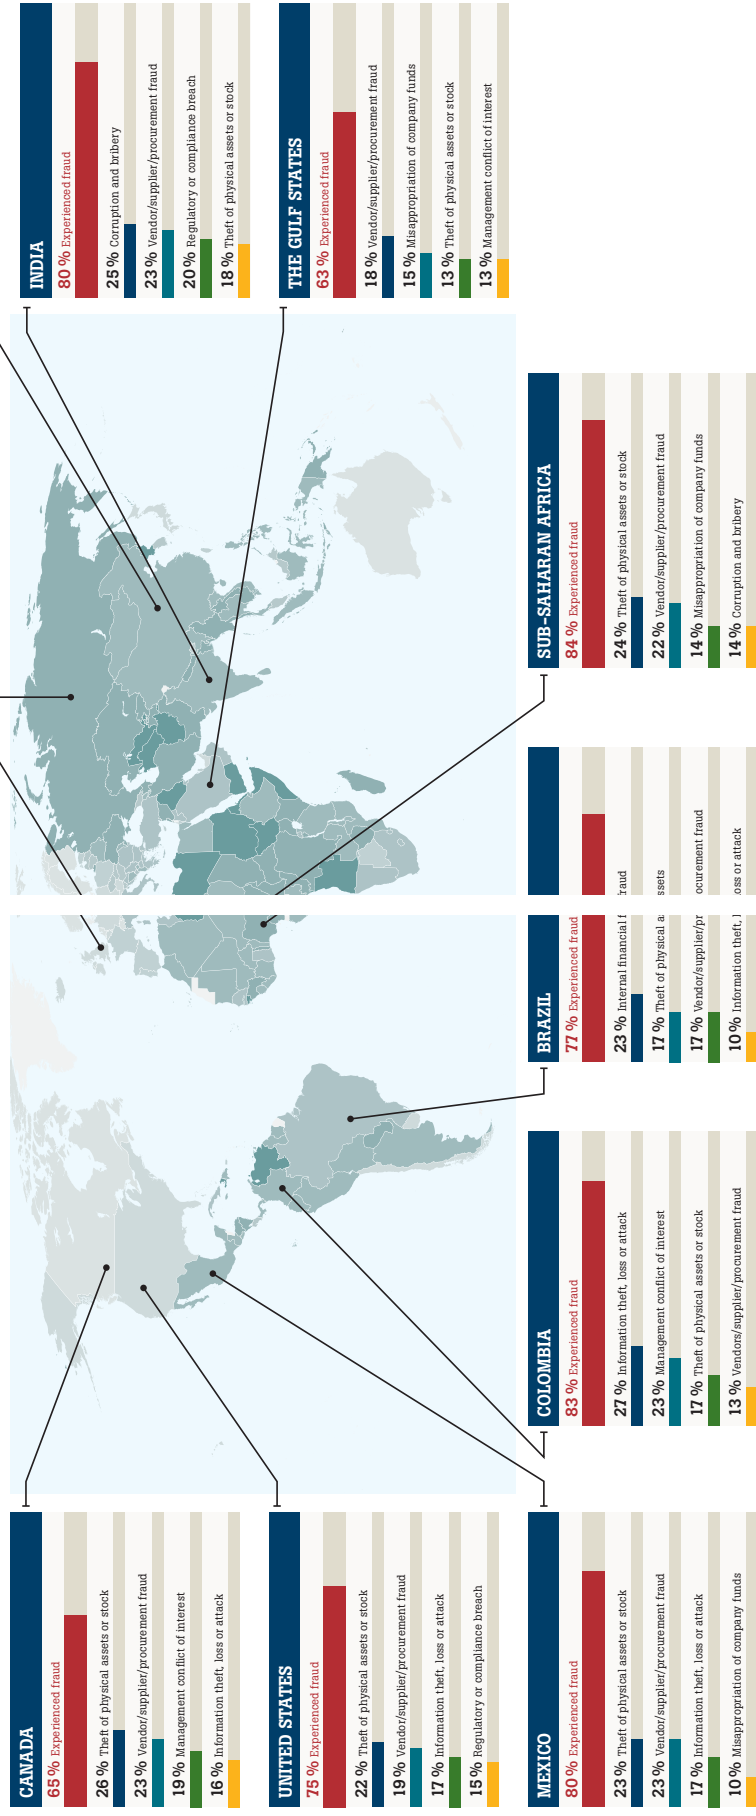 CANADA
65 % Experienced fraud
26 % Theft of physical assets or stock
23 % Vendor/supplier/procurement fraud
19 % Management conflict of interest
16 % Information theft, loss or attack
UNITED STATES
75 % Experienced fraud
22 % Theft of physical assets or stock
19 % Vendor/supplier/procurement fraud
17 % Information theft, loss or attack
15 % Regulatory or compliance breach
MEXICO
80 % Experienced fraud
23 % Theft of physical assets or stock
23 % Vendor/supplier/procurement fraud
17 % Information theft, loss or attack
10 % Misappropriation of company funds
COLOMBIA
83 % Experienced fraud
27 % Information theft, loss or attack
23 % Management conflict of interest
17 % Theft of physical assets or stock
13 % Vendors/supplier/procurement fraud
BRAZIL
77 % Experienced fraud
23 % Internal financial fraud
17 % Theft of physical assets
17 % Vendor/supplier/procurement fraud
10 % Information theft, loss or attack
INDIA
80 % Experienced fraud
25 % Corruption and bribery
23 % Vendor/supplier/procurement fraud
20 % Regulatory or compliance breach
18 % Theft of physical assets or stock
THE GULF STATES
63 % Experienced fraud
18 % Vendor/supplier/procurement fraud
15 % Misappropriation of company funds
13 % Theft of physical assets or stock
13 % Management conflict of interest
SUB-SAHARAN AFRICA
84 % Experienced fraud
24 % Theft of physical assets or stock
22 % Vendor/supplier/procurement fraud
14 % Misappropriation of company funds
14 % Corruption and bribery